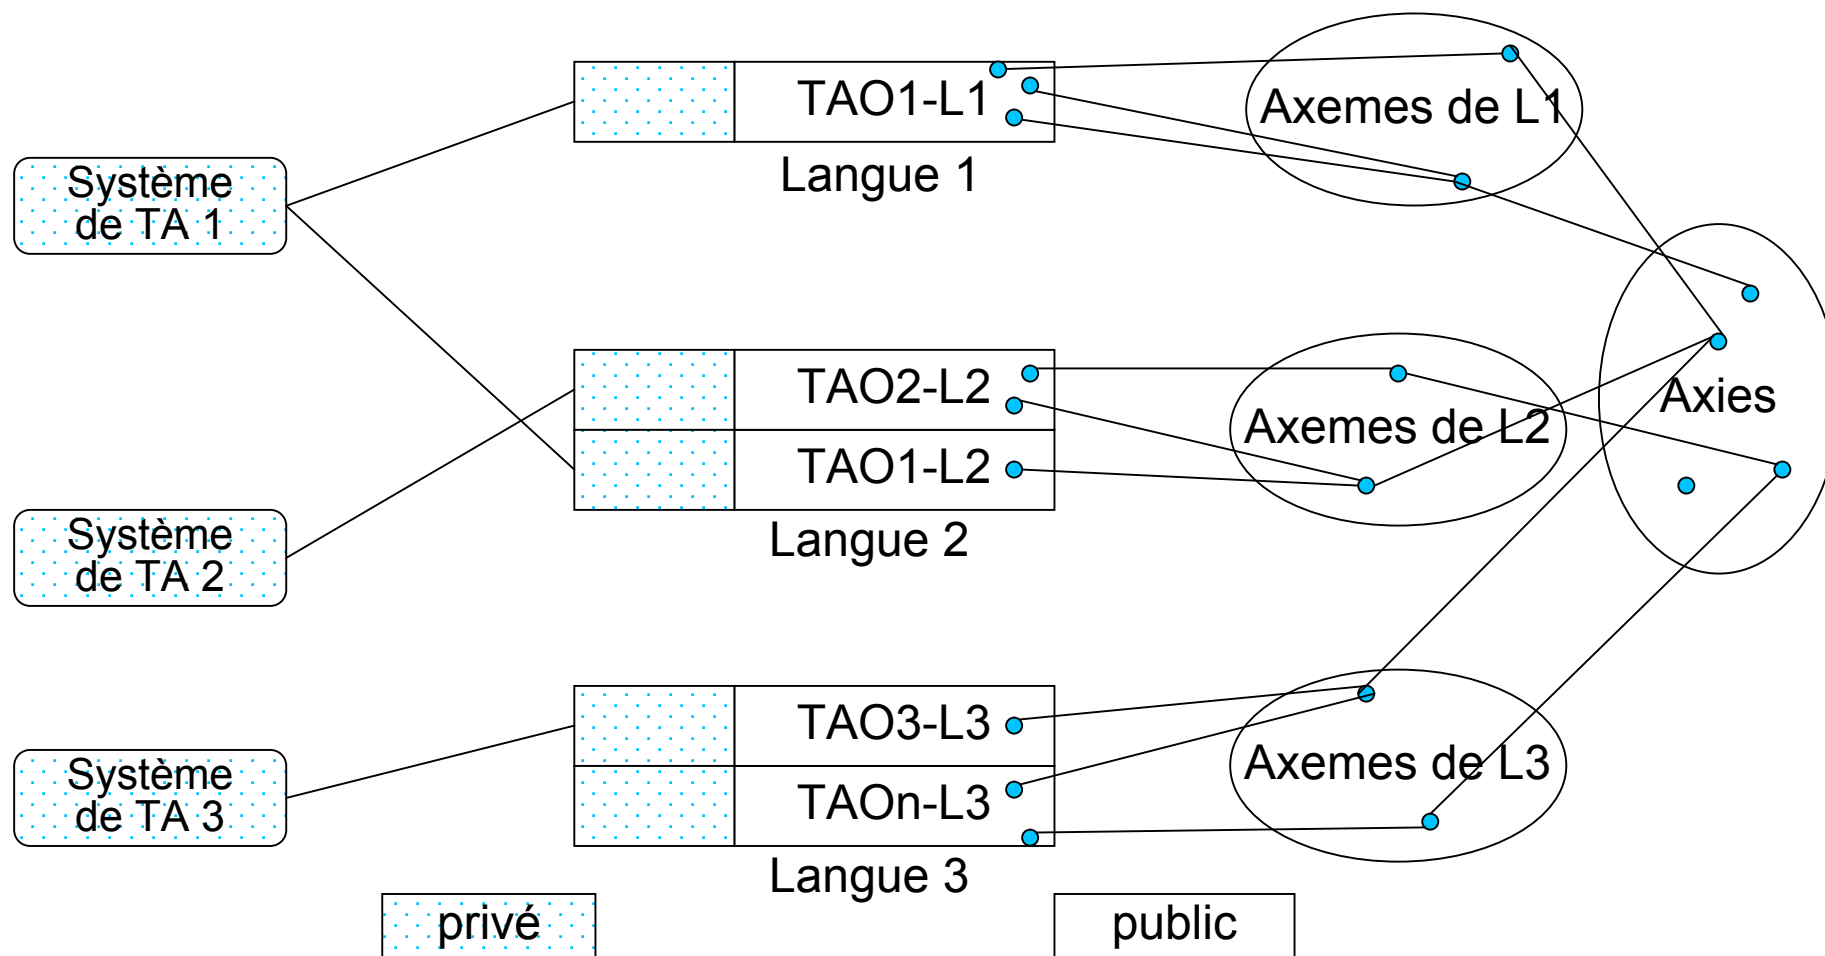 TAO1-L1
Axemes de L1
Langue 1
Système
de TA 1
TAO2-L2
Axies
Axemes de L2
TAO1-L2
Langue 2
Système
de TA 2
TAO3-L3
Axemes de L3
Système
de TA 3
TAOn-L3
Langue 3
privé
public